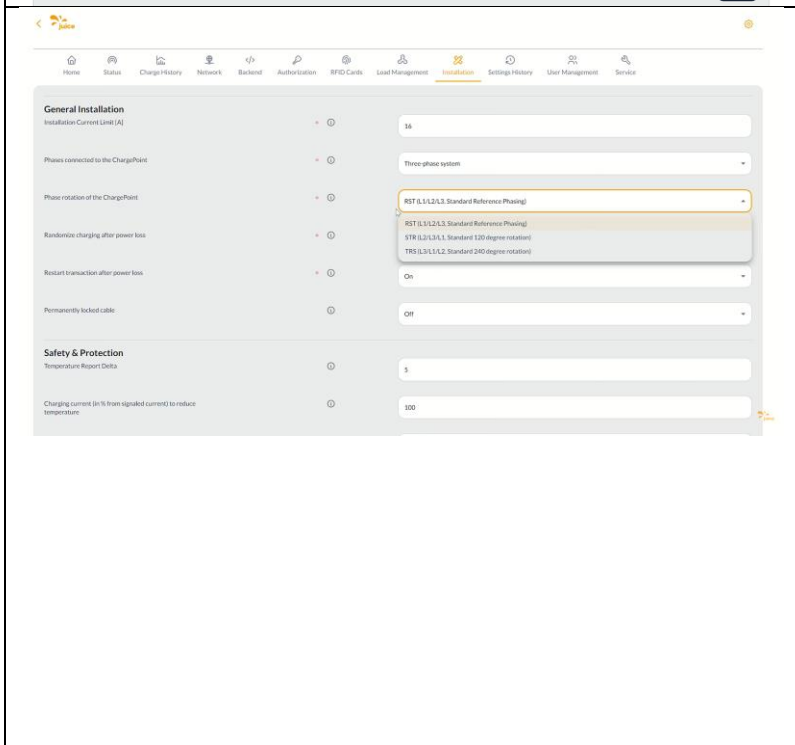 juice
Home Status Charge History Network Backend Authorization RFID Cards Load Management Installation Settings History User Management Service
General Installation
Installation Current Limit (A) * 16
Phases connected to the ChargePoint * Three-phase system
Phase rotation of the ChargePoint * RST (L1/L2/L3, Standard Reference Phasing)
RST (L1/L2/L3, Standard Reference Phasing)
Randomize charging after power loss *
STR (L2/L3/L1, Standard 120 degree rotation)
TRS (L3/L1/L2, Standard 240 degree rotation)
Restart transaction after power loss * On
Permanently locked cable Off
Safety & Protection
Temperature Report Delta 5
Charging current (in % from signaled current) to reduce
temperature 100
juice